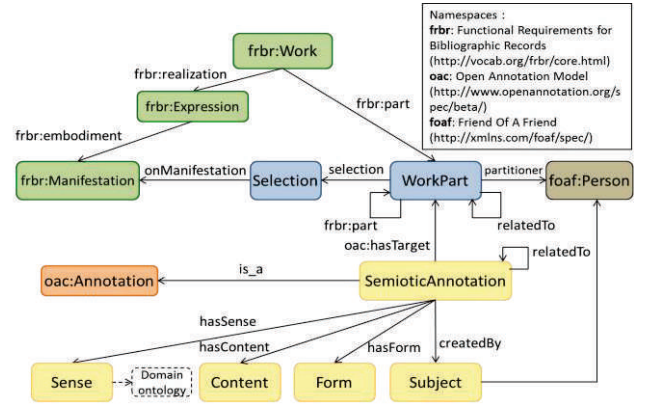 Namespaces :
frbr: Functional Requirements for
Bibliographic Records
(http://vocab.org/frbr/core.html)
oac: Open Annotation Model
(http://www.openannotation.org/s
pec/beta/)
foaf: Friend Of A Friend
(http://xmlns.com/foaf/spec/)
frbr:Work
frbr:realization
frbr:Expression
frbr:part
frbr:embodiment
frbr:Manifestation
onManifestation
Selection
selection
WorkPart
partitioner
foaf:Person
frbr:part
relatedTo
oac:hasTarget
relatedTo
oac:Annotation
is_a
SemioticAnnotation
hasSense
hasContent
hasForm
createdBy
Sense
Domain
ontology
Content
Form
Subject